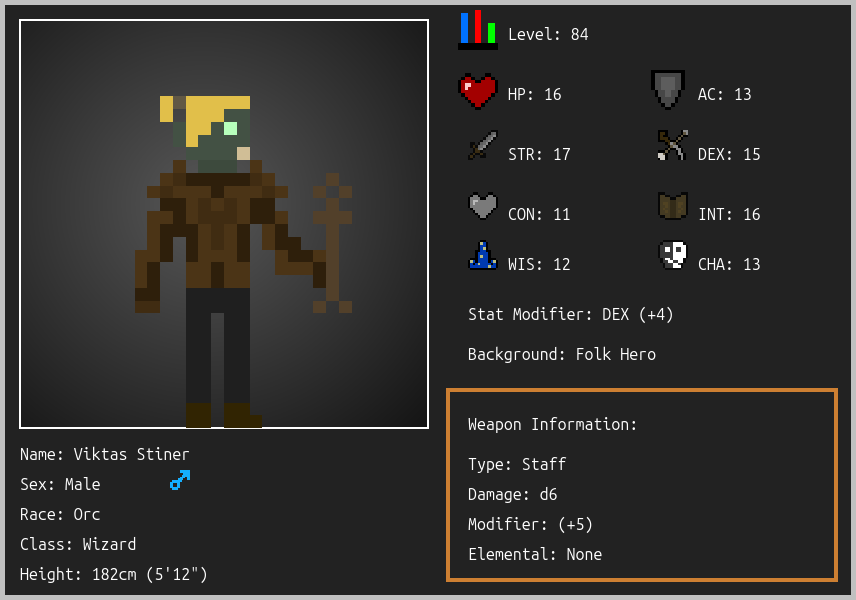 Level: 84
HP: 16
AC: 13
STR: 17
DEX: 15
CON: 11
INT: 16
WIS: 12
CHA: 13
Stat Modifier: DEX (+4)
Background: Folk Hero
Weapon Information:
Type: Staff
Damage: d6
Modifier: (+5)
Elemental: None
Name: Viktas Stiner
Sex: Male
Race: Orc
Class: Wizard
Height: 182cm (5'12")